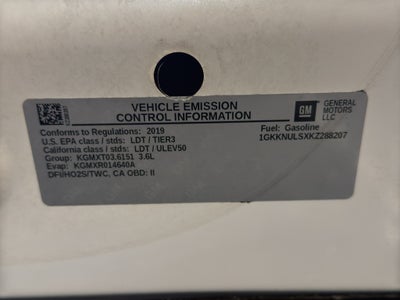 VEHICLE EMISSION
CONTROL INFORMATION
GM
GENERAL
MOTORS
LLC
Conforms to Regulations: 2019
U.S. EPA class / stds: LDT / TIER3
California class / stds: LDT / ULEV50
Group: KGMXT03.6151 3.6L
Evap: KGMXR014640A
DFI/HO2S/TWC, CA OBD: II
Fuel: Gasoline
1GKKNULSXKZ288207